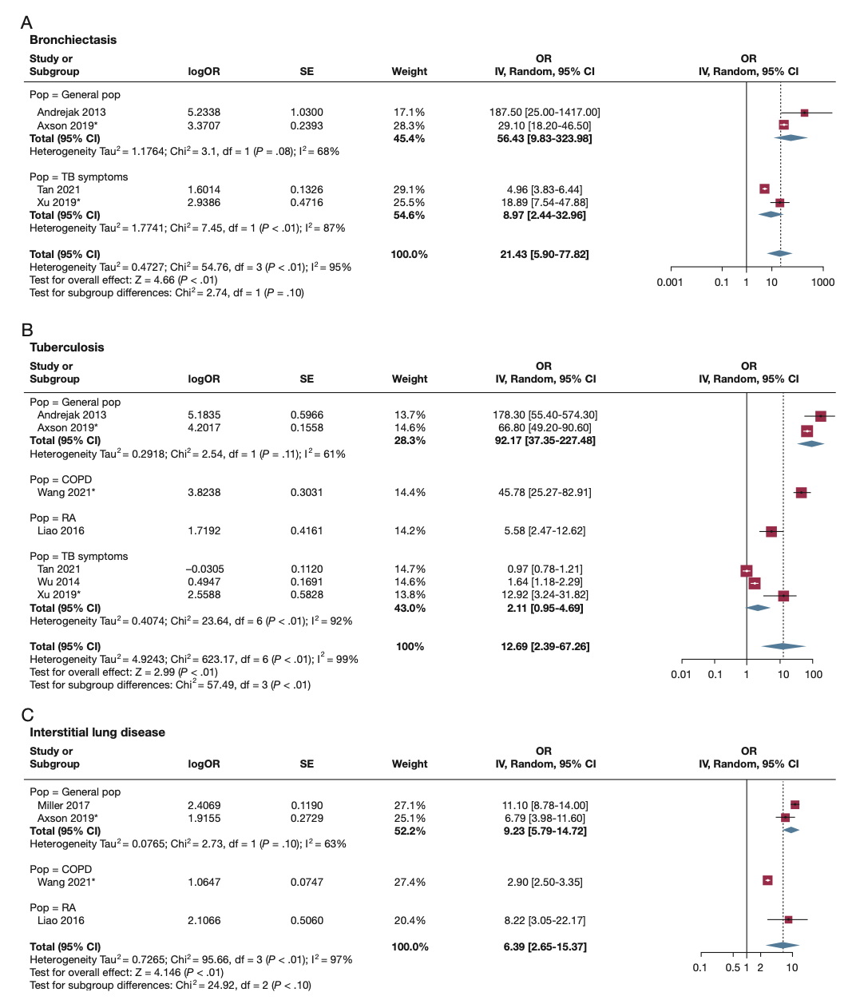 A
Bronchiectasis
Study or OR OR
Subgroup logOR SE Weight IV, Random, 95% CI IV, Random, 95% CI
Pop = General pop
Andrejak 2013 5.2338 1.0300 17.1% 187.50 [25.00-1417.00]
Axson 2019* 3.3707 0.2393 28.3% 29.10 [18.20-46.50]
Total (95% CI) 45.4% 56.43 [9.83-323.98]
Heterogeneity Tau² = 1.1764; Chi² = 3.1, df = 1 (P = .08); I² = 68%
Pop = TB symptoms
Tan 2021 1.6014 0.1326 29.1% 4.96 [3.83-6.44]
Xu 2019* 2.9386 0.4716 25.5% 18.89 [7.54-47.88]
Total (95% CI) 54.6% 8.97 [2.44-32.96]
Heterogeneity Tau² = 1.7741; Chi² = 7.45, df = 1 (P < .01); I² = 87%
Total (95% CI) 100.0% 21.43 [5.90-77.82]
Heterogeneity Tau² = 0.4727; Chi² = 54.76, df = 3 (P < .01); I² = 95%
Test for overall effect: Z = 4.66 (P < .01)
Test for subgroup differences: Chi² = 2.74, df = 1 (P = .10)
0.001 0.1 1 10 1000
B
Tuberculosis
Study or OR OR
Subgroup logOR SE Weight IV, Random, 95% CI IV, Random, 95% CI
Pop = General pop
Andrejak 2013 5.1835 0.5966 13.7% 178.30 [55.40-574.30]
Axson 2019* 4.2017 0.1558 14.6% 66.80 [49.20-90.60]
Total (95% CI) 28.3% 92.17 [37.35-227.48]
Heterogeneity Tau² = 0.2918; Chi² = 2.54, df = 1 (P = .11); I² = 61%
Pop = COPD
Wang 2021* 3.8238 0.3031 14.4% 45.78 [25.27-82.91]
Pop = RA
Liao 2016 1.7192 0.4161 14.2% 5.58 [2.47-12.62]
Pop = TB symptoms
Tan 2021 −0.0305 0.1120 14.7% 0.97 [0.78-1.21]
Wu 2014 0.4947 0.1691 14.6% 1.64 [1.18-2.29]
Xu 2019* 2.5588 0.5828 13.8% 12.92 [3.24-31.82]
Total (95% CI) 43.0% 2.11 [0.95-4.69]
Heterogeneity Tau² = 0.4074; Chi² = 23.64, df = 6 (P < .01); I² = 92%
Total (95% CI) 100% 12.69 [2.39-67.26]
Heterogeneity Tau² = 4.9243; Chi² = 623.17, df = 6 (P < .01); I² = 99%
Test for overall effect: Z = 2.99 (P < .01)
Test for subgroup differences: Chi² = 57.49, df = 3 (P < .01)
0.01 0.1 1 10 100
C
Interstitial lung disease
Study or OR OR
Subgroup logOR SE Weight IV, Random, 95% CI IV, Random, 95% CI
Pop = General pop
Miller 2017 2.4069 0.1190 27.1% 11.10 [8.78-14.00]
Axson 2019* 1.9155 0.2729 25.1% 6.79 [3.98-11.60]
Total (95% CI) 52.2% 9.23 [5.79-14.72]
Heterogeneity Tau² = 0.0765; Chi² = 2.73, df = 1 (P = .10); I² = 63%
Pop = COPD
Wang 2021* 1.0647 0.0747 27.4% 2.90 [2.50-3.35]
Pop = RA
Liao 2016 2.1066 0.5060 20.4% 8.22 [3.05-22.17]
Total (95% CI) 100.0% 6.39 [2.65-15.37]
Heterogeneity Tau² = 0.7265; Chi² = 95.66, df = 3 (P < .01); I² = 97%
Test for overall effect: Z = 4.146 (P < .01)
Test for subgroup differences: Chi² = 24.92, df = 2 (P < .10)
0.1 0.5 1 2 10